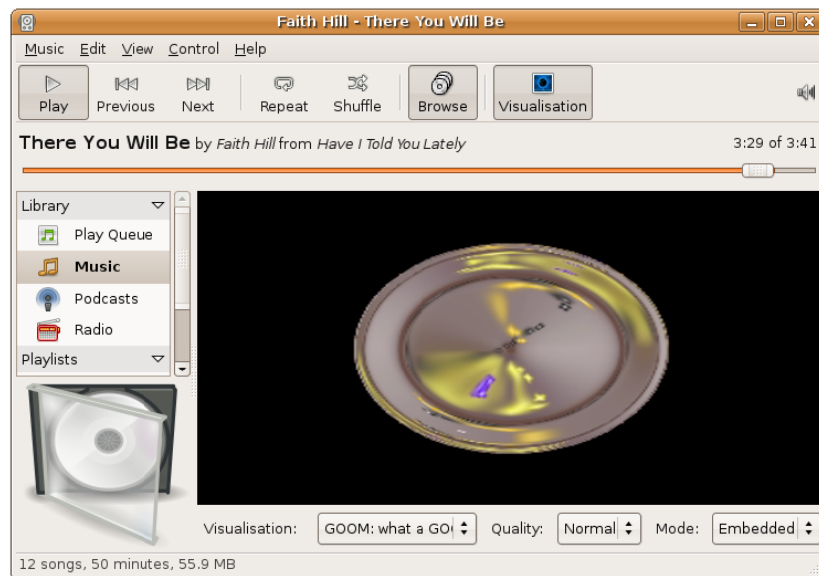 Faith Hill - There You Will Be
Music Edit View Control Help
Play Previous Next Repeat Shuffle Browse Visualisation
There You Will Be by Faith Hill from Have I Told You Lately 3:29 of 3:41
Library
Play Queue
Music
Podcasts
Radio
Playlists
Visualisation: GOOM: what a GO Quality: Normal Mode: Embedded
12 songs, 50 minutes, 55.9 MB